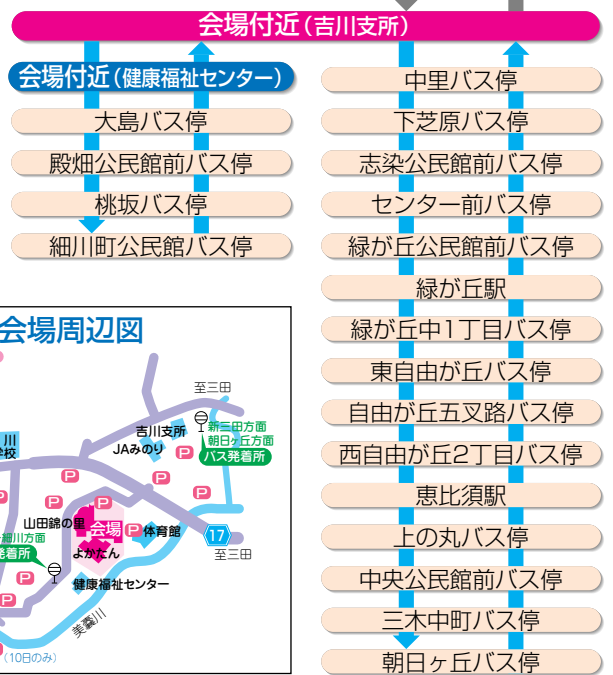 会場付近(吉川支所)
会場付近(健康福祉センター)
大島バス停
殿畑公民館前バス停
桃坂バス停
細川町公民館バス停
中里バス停
下芝原バス停
志染公民館前バス停
センター前バス停
緑が丘公民館前バス停
緑が丘駅
緑が丘中1丁目バス停
東自由が丘バス停
自由が丘五叉路バス停
西自由が丘2丁目バス停
恵比須駅
上の丸バス停
中央公民館前バス停
三木中町バス停
朝日ヶ丘バス停
会場周辺図
至三田
吉川支所
JAみのり
新三田方面
朝日ヶ丘方面
バス発着所
川
学校
P
P
P
P
P
P
P
山田錦の里
会場
P
体育館
17
至三田
細川方面
発着所
よかたん
P
P
健康福祉センター
美嚢川
(10日のみ)